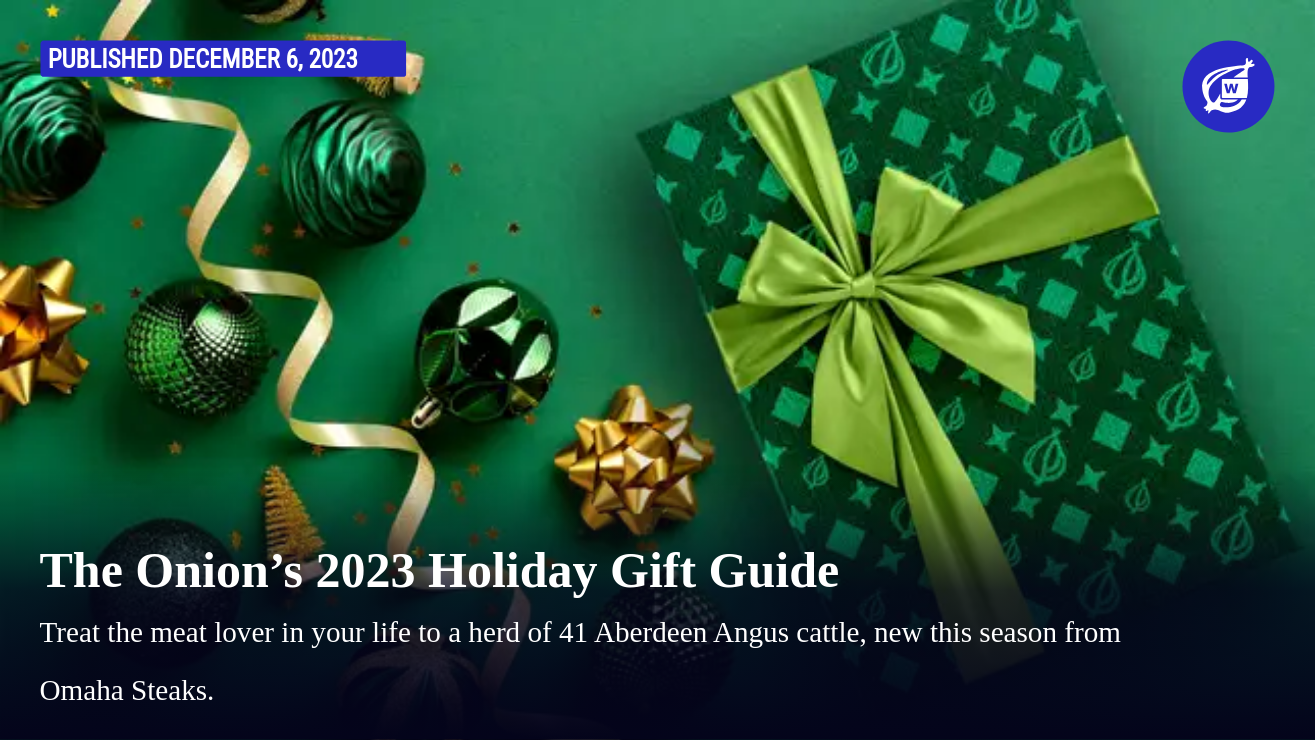 PUBLISHED DECEMBER 6, 2023
W
The Onion’s 2023 Holiday Gift Guide
Treat the meat lover in your life to a herd of 41 Aberdeen Angus cattle, new this season from
Omaha Steaks.